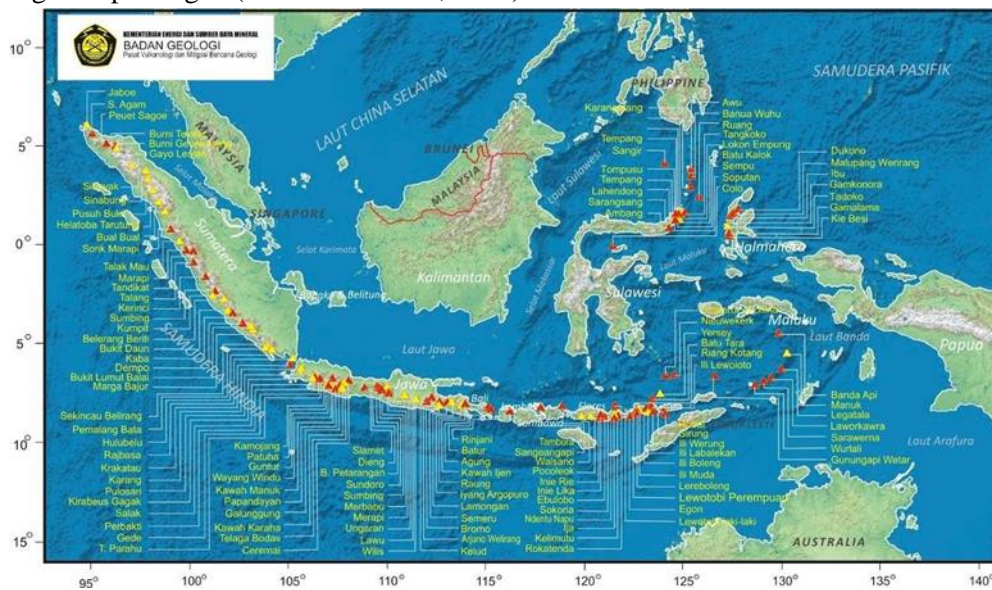 KEMENTERIAN ENERGI DAN SUMBER DAYA MINERAL
BADAN GEOLOGI
Pusat Vulkanologi dan Mitigasi Bencana Geologi
SAMUDERA PASIFIK
LAUT CHINA SELATAN
PHILIPPINE
MALAYSIA
BRUNEI
MALAYSIA
SINGAPORE
Selat Karimata
Laut Sulawesi
Selat Makassar
Laut Maluku
Halmahera
Sumatera
Kalimantan
Sulawesi
Maluku
Laut Banda
Papua
Laut Jawa
Jawa
Bali
SAMUDERA HINDIA
Laut Arafura
AUSTRALIA
Jaboe
S. Agam
Peuet Sagoe
Gayo Lesten
Sinabung
Helatoba Tarutung
Bual Bual
Sorik Marapi
Talak Mau
Marapi
Tandikat
Talang
Kerinci
Sumbing
Kumpit
Belerang Beriti
Bukit Daun
Kaba
Dempo
Bukit Lumut Balai
Marga Bajur
Sekincau Belirang
Pemalang Bata
Hulubelu
Rajbasa
Krakatau
Karang
Pulosari
Kirabeus Gagak
Salak
Perbakti
Gede
T. Parahu
Kamojang
Patuha
Guntur
Wayang Windu
Kawah Manuk
Papandayan
Galunggung
Kawah Karaha
Telaga Bodas
Ceremai
Slamet
Dieng
B. Petarangan
Sundoro
Sumbing
Merbabu
Merapi
Ungaran
Lawu
Wilis
Rinjani
Batur
Agung
Kawah Ijen
Raung
Iyang Argopuro
Lamongan
Semeru
Bromo
Arjuno Welirang
Kelud
Tambora
Sangeangapi
Waisano
Pocoleok
Inie Rie
Inie Lika
Ebulobo
Sokoria
Ndetu Napu
Ija
Kelimutu
Rokatenda
Sirung
Ili Werung
Ili Labalekan
Ili Boleng
Ili Muda
Lereboleng
Lewotobi Perempuan
Egon
Nieuwekerk
Yersey
Batu Tara
Riang Kotang
Ili Lewoloto
Banda Api
Manuk
Legatala
Laworkawra
Sarawerna
Wurlali
Gunungapi Wetar
Karangetang
Tempang
Sangir
Tompusu
Tempang
Lahendong
Sarangsang
Ambang
Awu
Banua Wuhu
Ruang
Tangkoko
Lokon Empung
Batu Kalok
Sempu
Soputan
Colo
Dukono
Malupang Werirang
Ibu
Gamkonora
Tadoko
Gamalama
Kie Besi
10°
5°
0°
5°
10°
15°
95° 100° 105° 110° 115° 120° 125° 130° 135° 140°